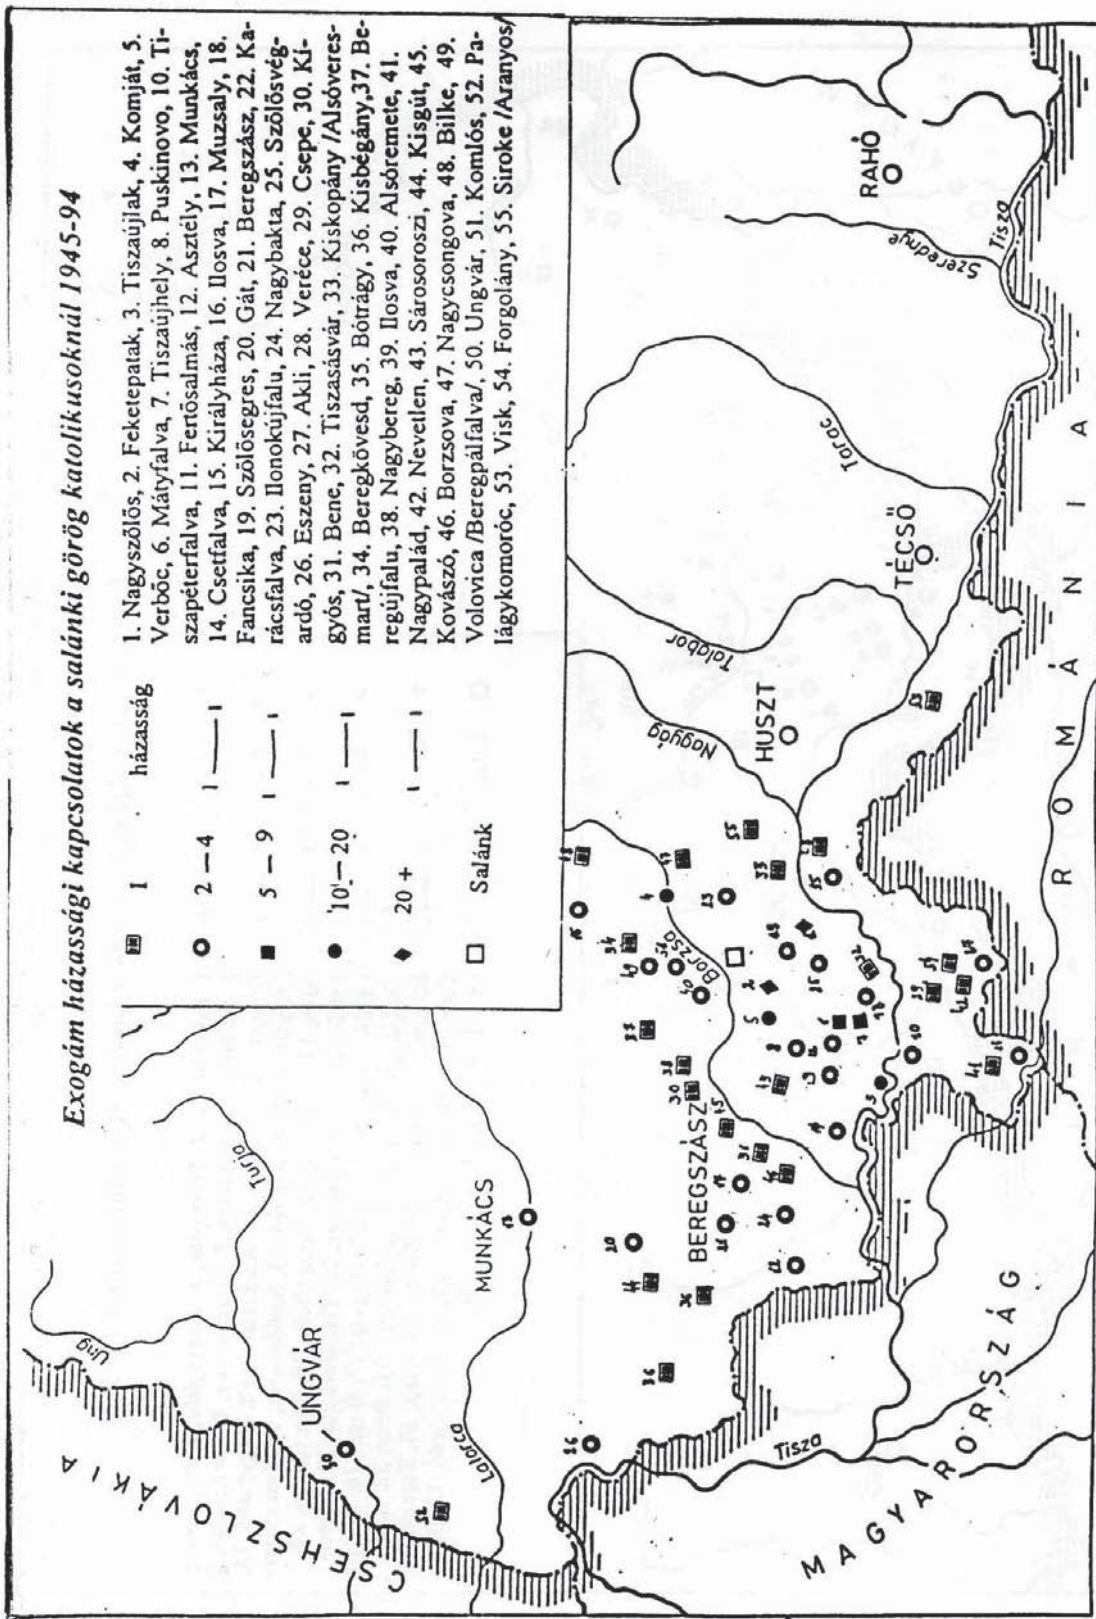 Exogám házassági kapcsolatok a salánki görög katolikusoknál 1945-94
1 házasság
2 – 4 ı — ı
5 – 9 ı — ı
10 – 20 ı — ı
20 + ı — ı
Salánk
1. Nagyszőlős, 2. Feketepatak, 3. Tiszaújlak, 4. Komját, 5.
Verbőc, 6. Mátyfalva, 7. Tiszaújhely, 8. Puskinovo, 10. Ti-
szapéterfalva, 11. Fertősalmás, 12. Asztély, 13. Munkács,
14. Csetfalva, 15. Királyháza, 16. Ilosva, 17. Muzsaly, 18.
Fancsika, 19. Szőlősegres, 20. Gát, 21. Beregszász, 22. Ka-
rácsfalva, 23. Ilonokújfalu, 24. Nagybakta, 25. Szőlősvég-
ardó, 26. Eszeny, 27. Akli, 28. Veréce, 29. Csepe, 30. Kí-
gyós, 31. Bene, 32. Tiszasásvár, 33. Kiskopány /Alsóveres-
mart/, 34. Beregkövesd, 35. Bótrágy, 36. Kisbégány,37. Be-
regújfalu, 38. Nagybereg, 39. Ilosva, 40. Alsóremete, 41.
Nagypalád, 42. Nevetlen, 43. Sárosoroszi, 44. Kisgút, 45.
Kovászó, 46. Borzsova, 47. Nagycsongova, 48. Bilke, 49.
Volovica /Beregpálfalva/, 50. Ungvár, 51. Komlós, 52. Pa-
lágykomoróc, 53. Visk, 54. Forgolány, 55. Siroke /Aranyos/
CSEHSZLOVÁKIA
Ung
Turjo
UNGVÁR
50
52
Latorca
MUNKÁCS
13
BEREGSZÁSZ
Borzsa
Nagyág
HUSZT
Talabor
Tarac
TÉCSŐ
RAHÓ
Szerednye
Tisza
Tisza
MAGYARORSZÁG
ROMÁNIA